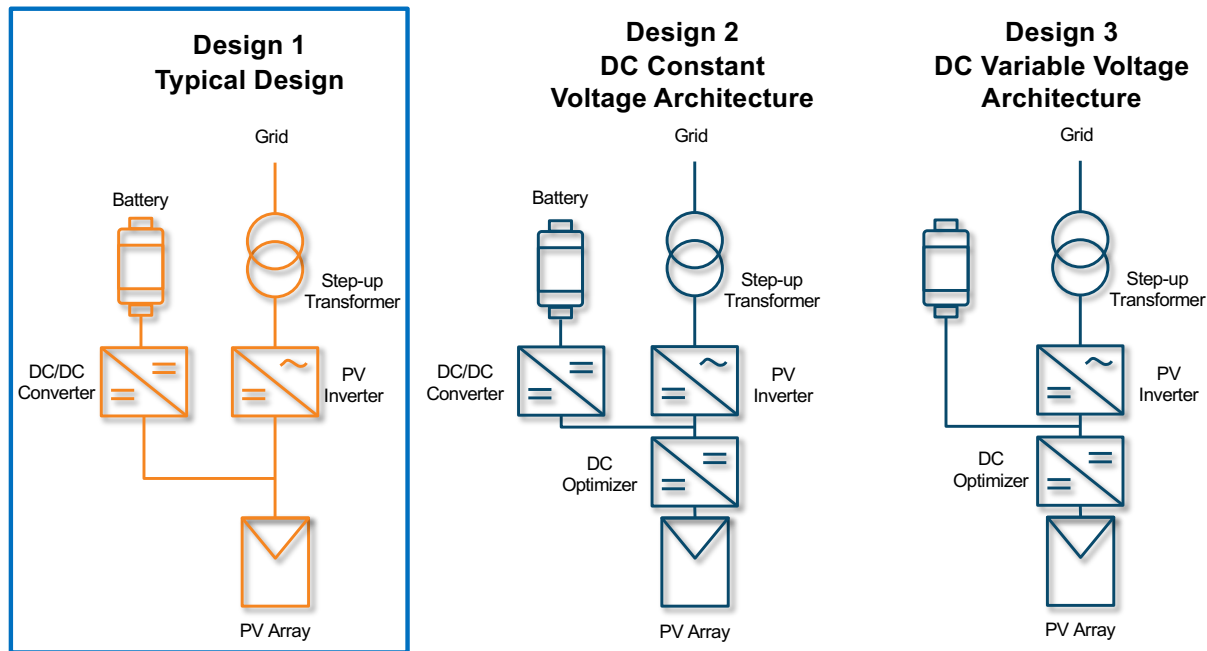 Design 1
Typical Design
Grid
Battery
Step-up
Transformer
DC/DC
Converter
PV
Inverter
PV Array
Design 2
DC Constant
Voltage Architecture
Grid
Battery
Step-up
Transformer
DC/DC
Converter
PV
Inverter
DC
Optimizer
PV Array
Design 3
DC Variable Voltage
Architecture
Grid
Step-up
Transformer
PV
Inverter
DC
Optimizer
PV Array